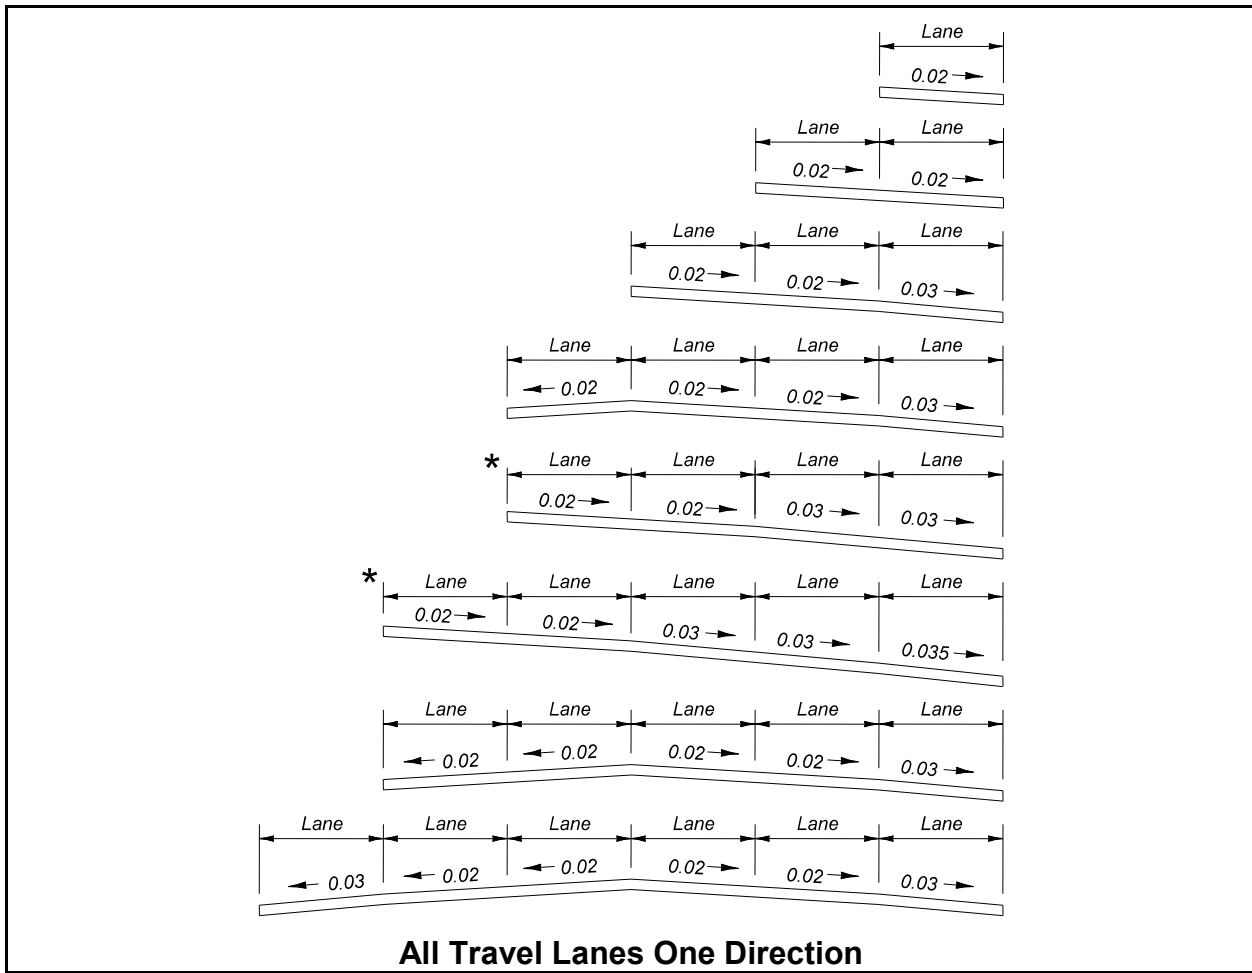 Lane
0.02
Lane Lane
0.02 0.02
Lane Lane Lane
0.02 0.02 0.03
Lane Lane Lane Lane
0.02 0.02 0.02 0.03
* Lane Lane Lane Lane
0.02 0.02 0.03 0.03
* Lane Lane Lane Lane Lane
0.02 0.02 0.03 0.03 0.035
Lane Lane Lane Lane Lane
0.02 0.02 0.02 0.02 0.03
Lane Lane Lane Lane Lane Lane
0.03 0.02 0.02 0.02 0.02 0.03
All Travel Lanes One Direction